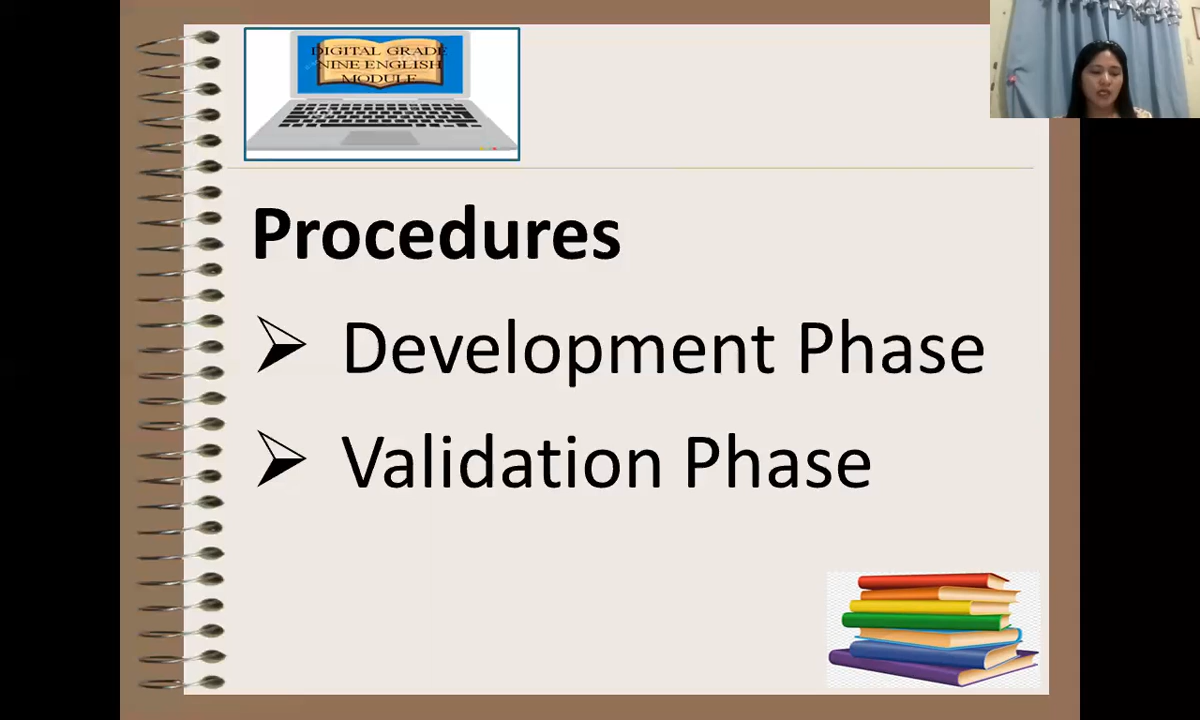 DIGITAL GRADE
NINE ENGLISH
MODULE
Procedures
Development Phase
Validation Phase